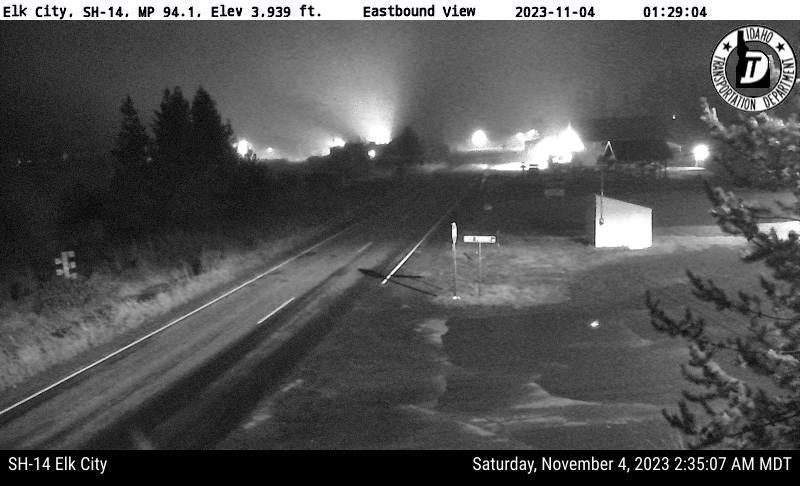 Elk City, SH-14, MP 94.1, Elev 3,939 ft. Eastbound View 2023-11-04 01:29:04
IDAHO
TRANSPORTATION DEPARTMENT
SH-14 Elk City Saturday, November 4, 2023 2:35:07 AM MDT